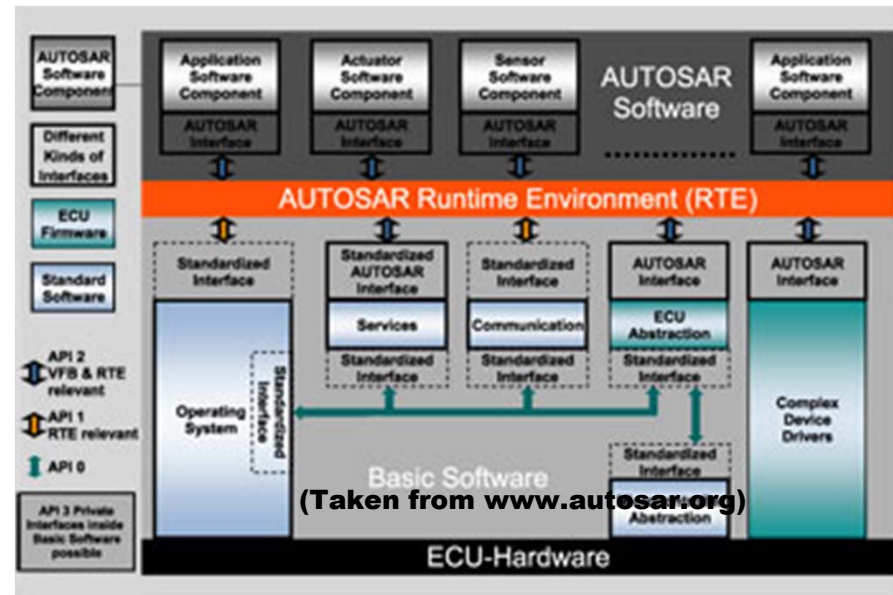 AUTOSAR
Software
Component
Different
Kinds of
Interfaces
ECU
Firmware
Standard
Software
API 2
VFB & RTE
relevant
API 1
RTE relevant
API 0
API 3 Private
Interfaces inside
Basic Software
possible
Application
Software
Component
AUTOSAR
Interface
Actuator
Software
Component
AUTOSAR
Interface
Sensor
Software
Component
AUTOSAR
Interface
AUTOSAR
Software
..............
Application
Software
Component
AUTOSAR
Interface
AUTOSAR Runtime Environment (RTE)
Standardized
Interface
Operating
System
Standardized
Interface
Standardized
AUTOSAR
Interface
Services
Standardized
Interface
Standardized
Interface
Communication
Standardized
Interface
AUTOSAR
Interface
ECU
Abstraction
Standardized
Interface
Standardized
Interface
Abstraction
AUTOSAR
Interface
Complex
Device
Drivers
Basic Software
(Taken from www.autosar.org)
ECU-Hardware